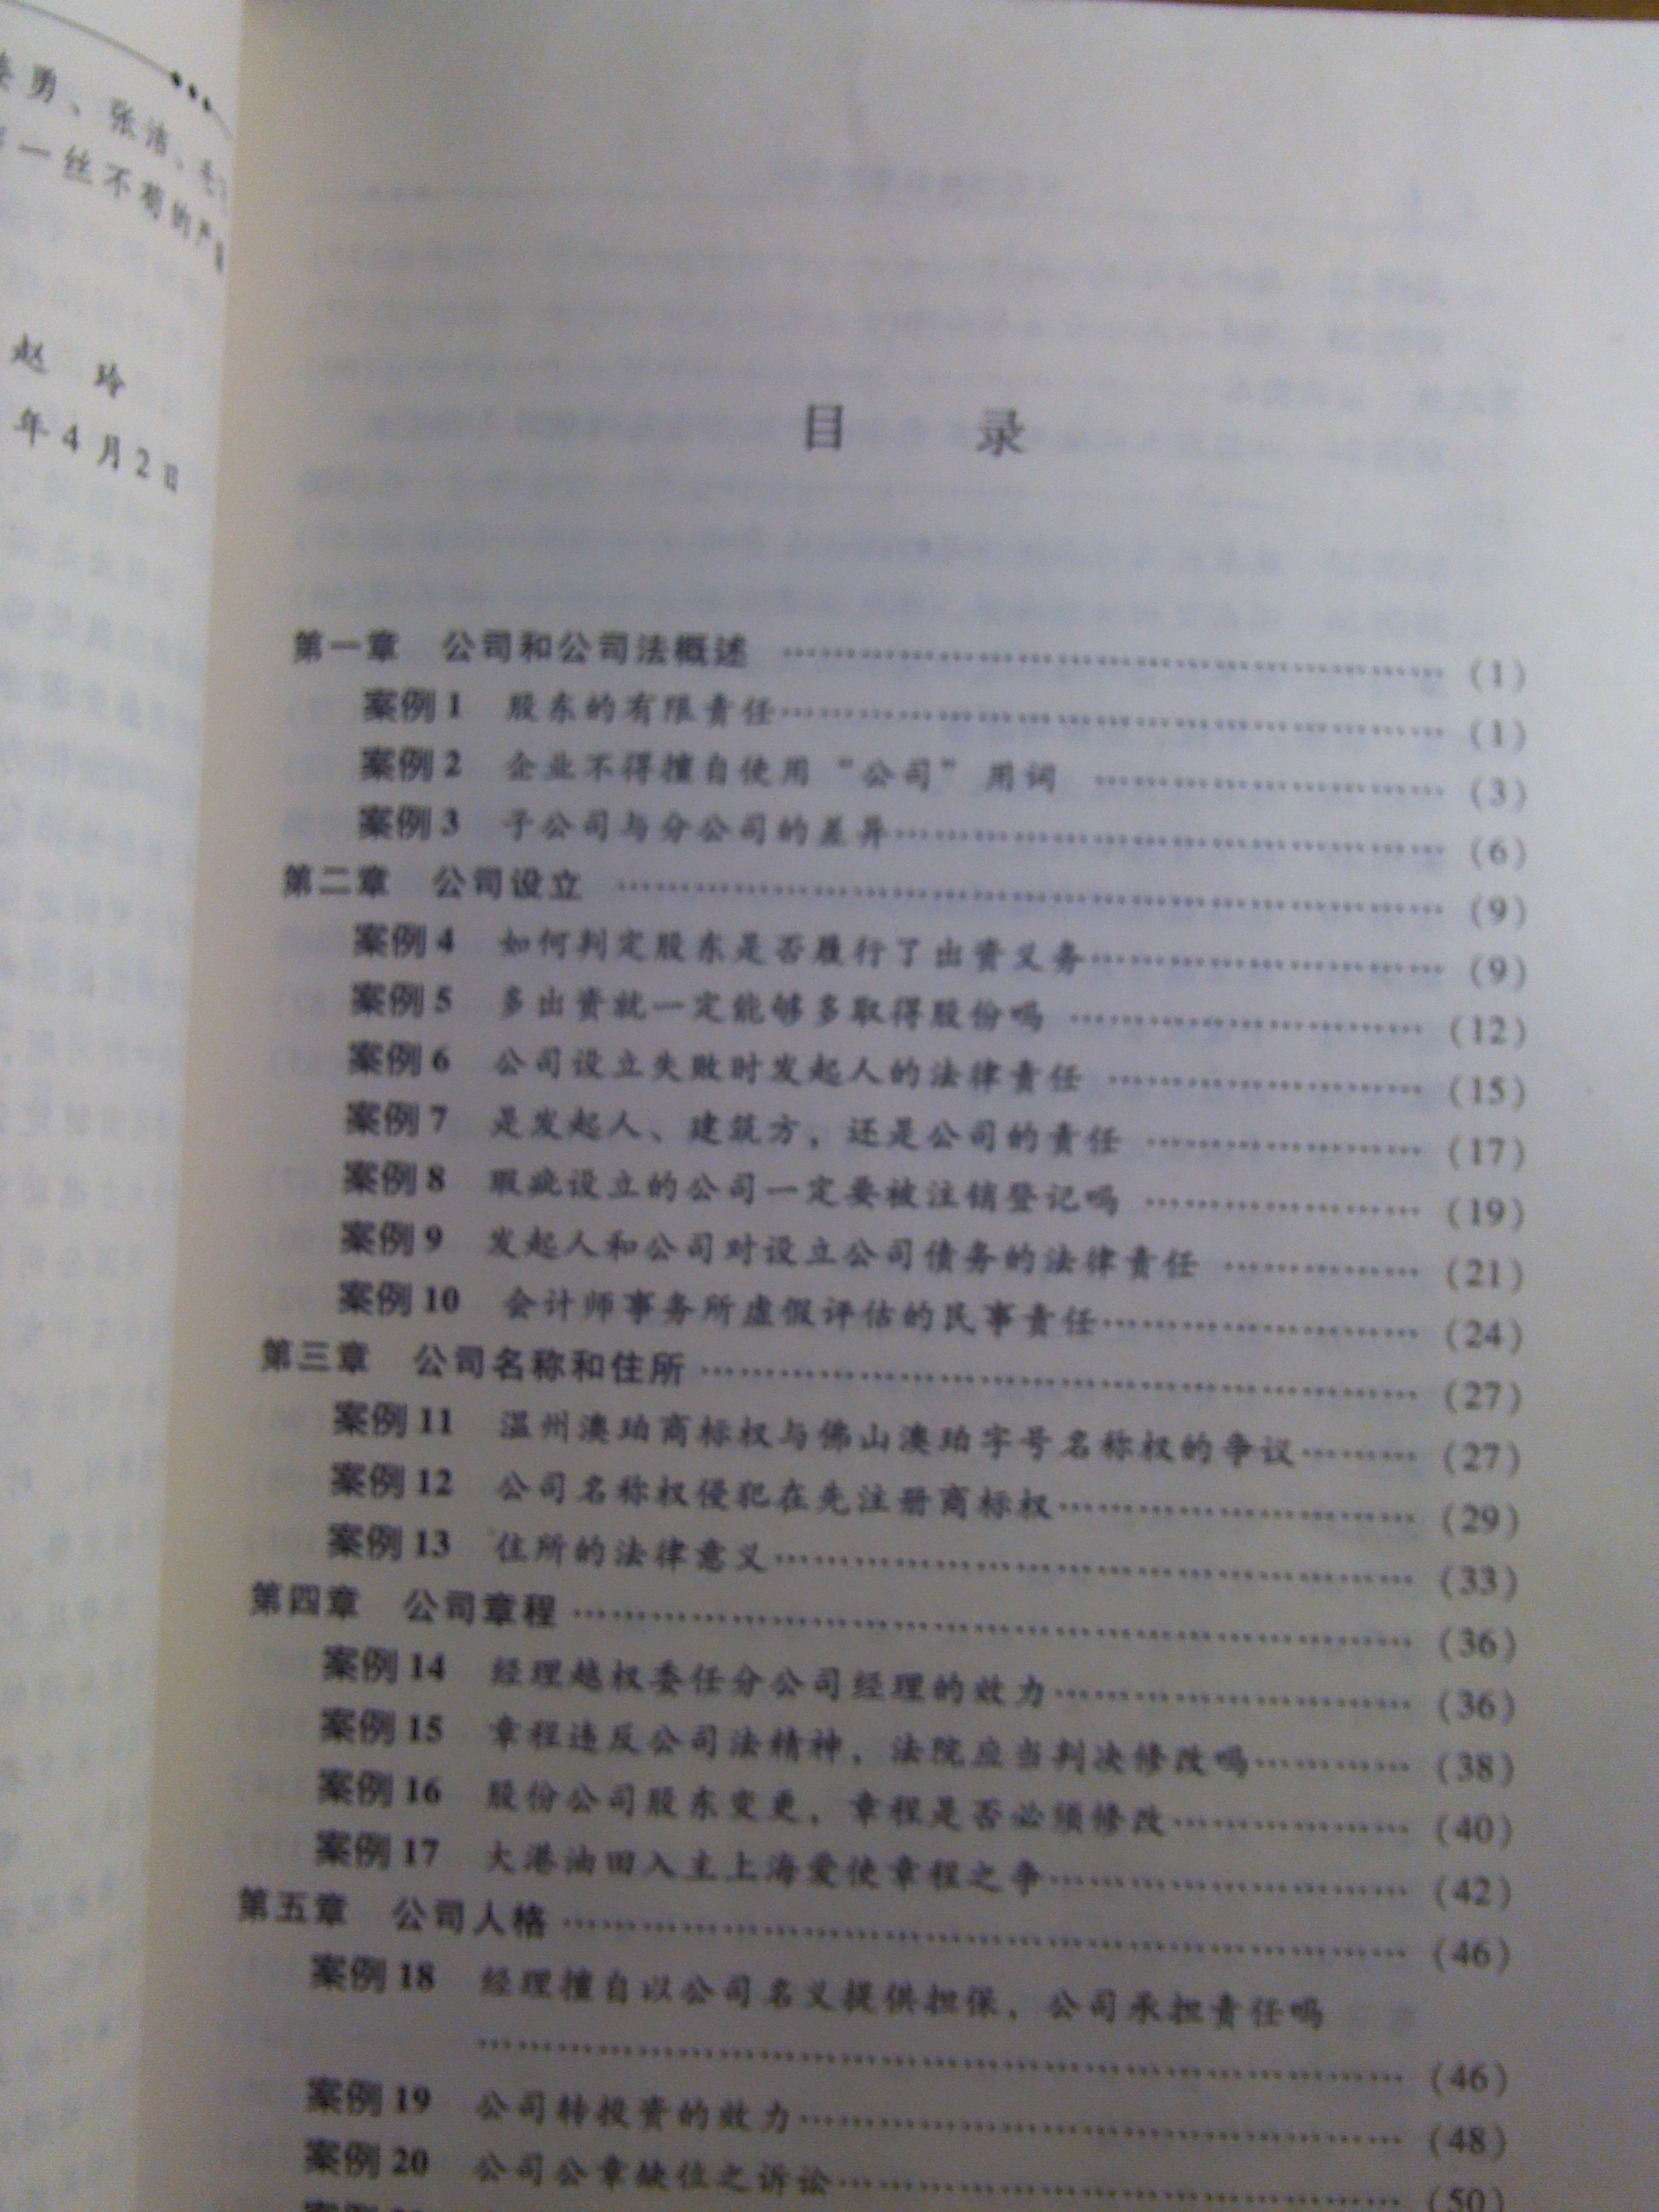 勇、张洁、
一丝不苟的严
赵 玲
年4月2日
目 录
第一章 公司和公司法概述 ……………………………… (1)
案例1 股东的有限责任……………………………… (1)
案例2 企业不得擅自使用“公司”用词 ……………… (3)
案例3 子公司与分公司的差异……………………… (6)
第二章 公司设立 ……………………………………… (9)
案例4 如何判定股东是否履行了出资义务………… (9)
案例5 多出资就一定能够多取得股份吗 ………… (12)
案例6 公司设立失败时发起人的法律责任 ……… (15)
案例7 是发起人、建筑方，还是公司的责任 ……… (17)
案例8 瑕疵设立的公司一定要被注销登记吗 ……… (19)
案例9 发起人和公司对设立公司债务的法律责任 …… (21)
案例10 会计师事务所虚假评估的民事责任………… (24)
第三章 公司名称和住所 …………………………… (27)
案例11 温州澳珀商标权与佛山澳珀字号名称权的争议……… (27)
案例12 公司名称权侵犯在先注册商标权…………… (29)
案例13 住所的法律意义…………………………… (33)
第四章 公司章程 …………………………………… (36)
案例14 经理越权委任分公司经理的效力…………… (36)
案例15 章程违反公司法精神，法院应当判决修改吗………… (38)
案例16 股份公司股东变更，章程是否必须修改………… (40)
案例17 大港油田入主上海爱使章程之争…………… (42)
第五章 公司人格 …………………………………… (46)
案例18 经理擅自以公司名义提供担保，公司承担责任吗
……………………………………………………… (46)
案例19 公司转投资的效力………………………… (48)
案例20 公司公章缺位之诉讼……………………… (50)